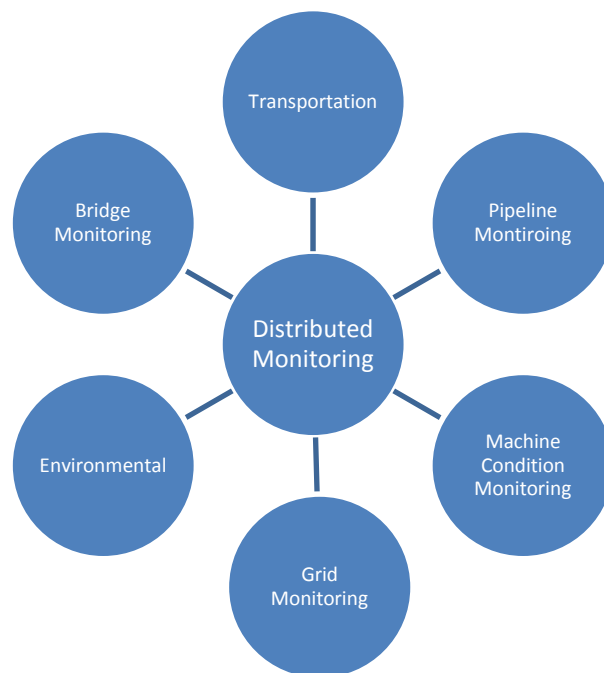 Transportation
Bridge
Monitoring
Pipeline
Montiroing
Distributed
Monitoring
Environmental
Machine
Condition
Monitoring
Grid
Monitoring